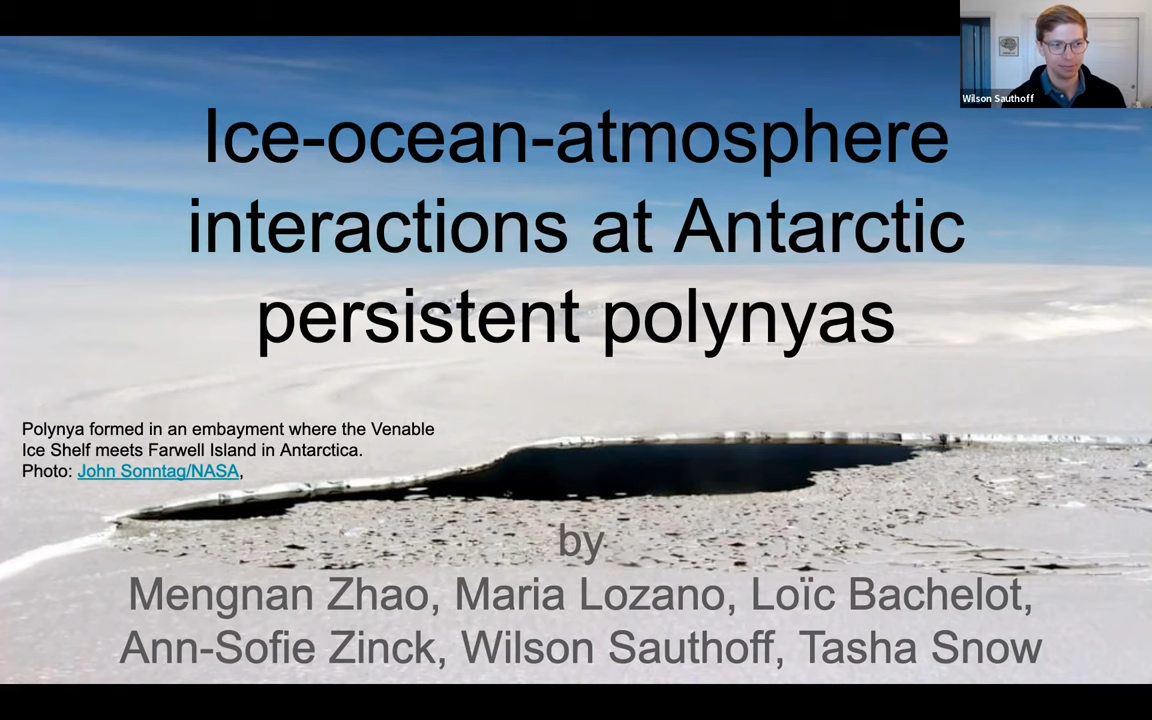 Wilson Sauthoff
Ice-ocean-atmosphere
interactions at Antarctic
persistent polynyas
Polynya formed in an embayment where the Venable
Ice Shelf meets Farwell Island in Antarctica.
Photo: John Sonntag/NASA,
by
Mengnan Zhao, Maria Lozano, Loïc Bachelot,
Ann-Sofie Zinck, Wilson Sauthoff, Tasha Snow